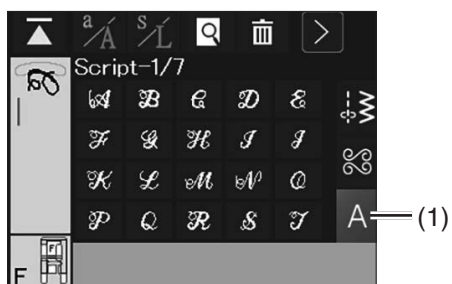 a/A S/L
Script-1/7
A B C D E
F G H I J
K L M N O
P Q R S T
A (1)
F F